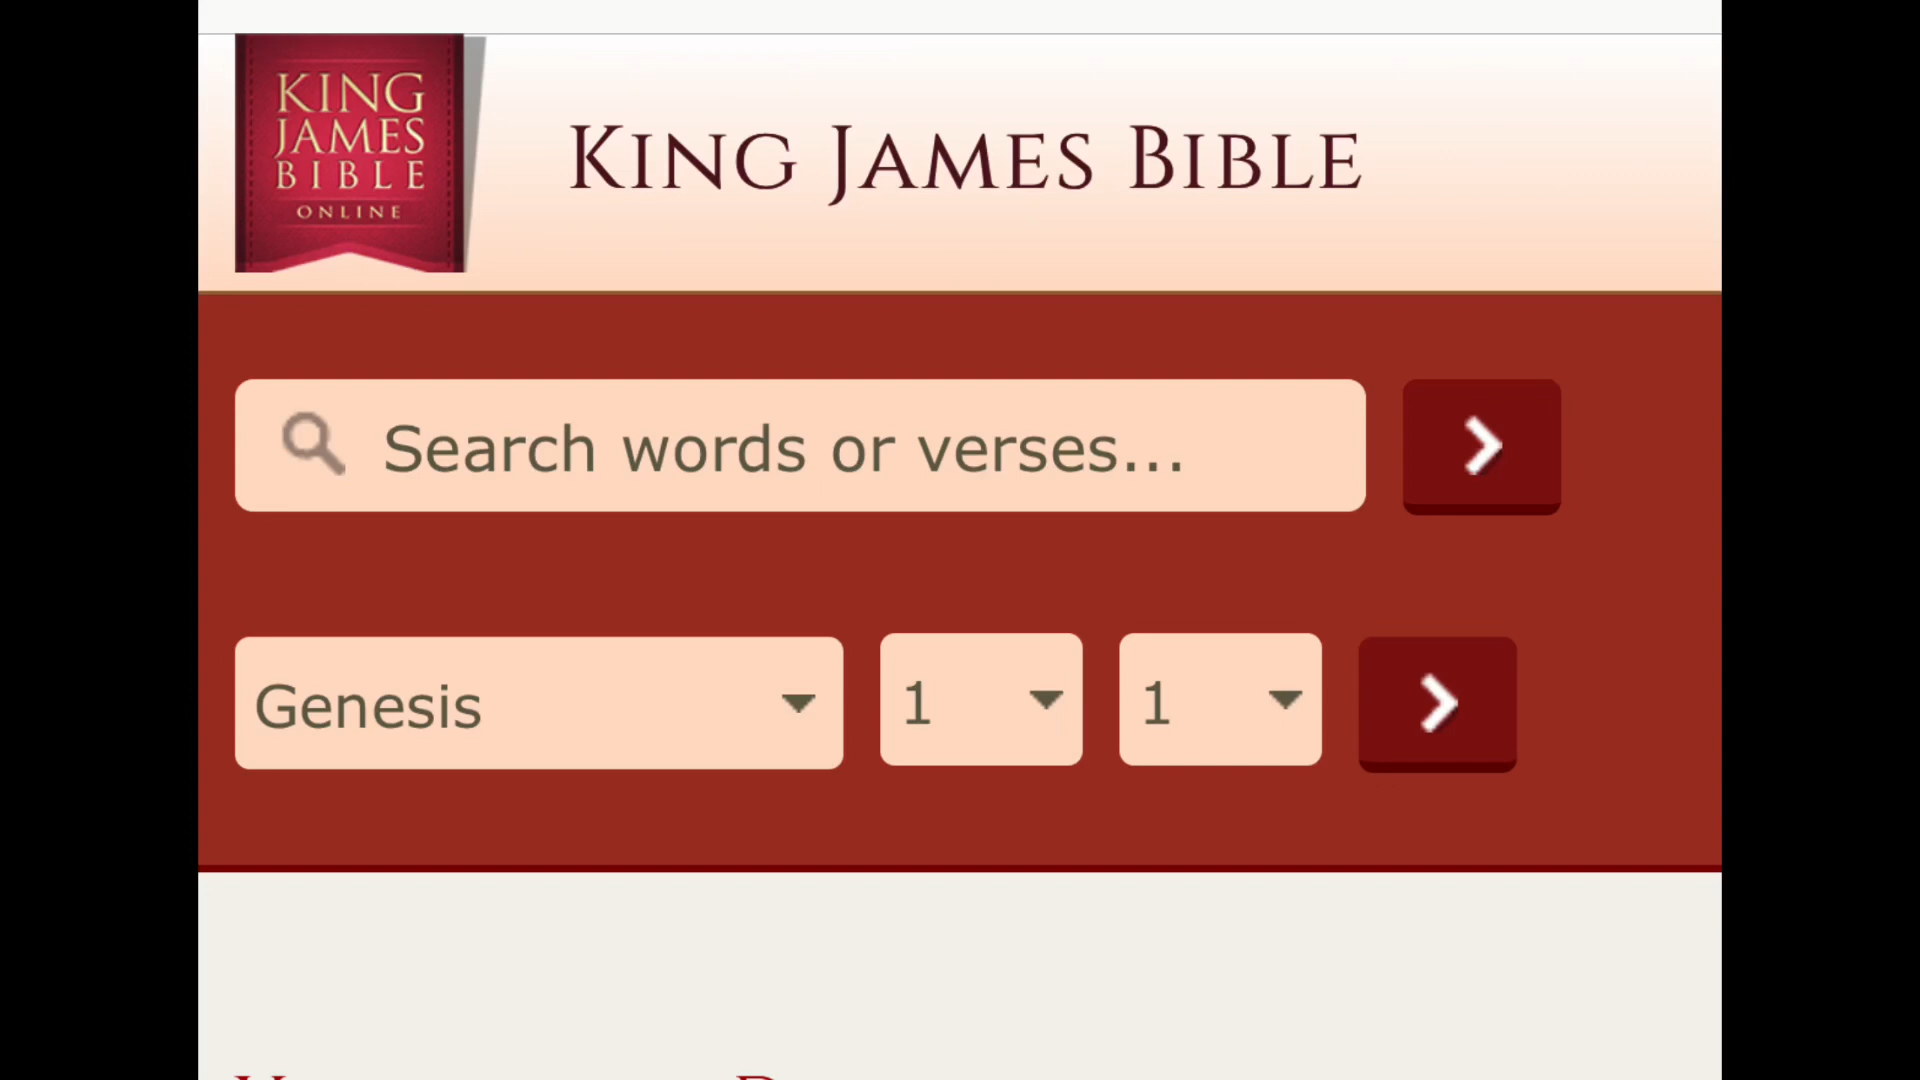 KING
JAMES
BIBLE
ONLINE
KING JAMES BIBLE
Search words or verses...
Genesis
1
1